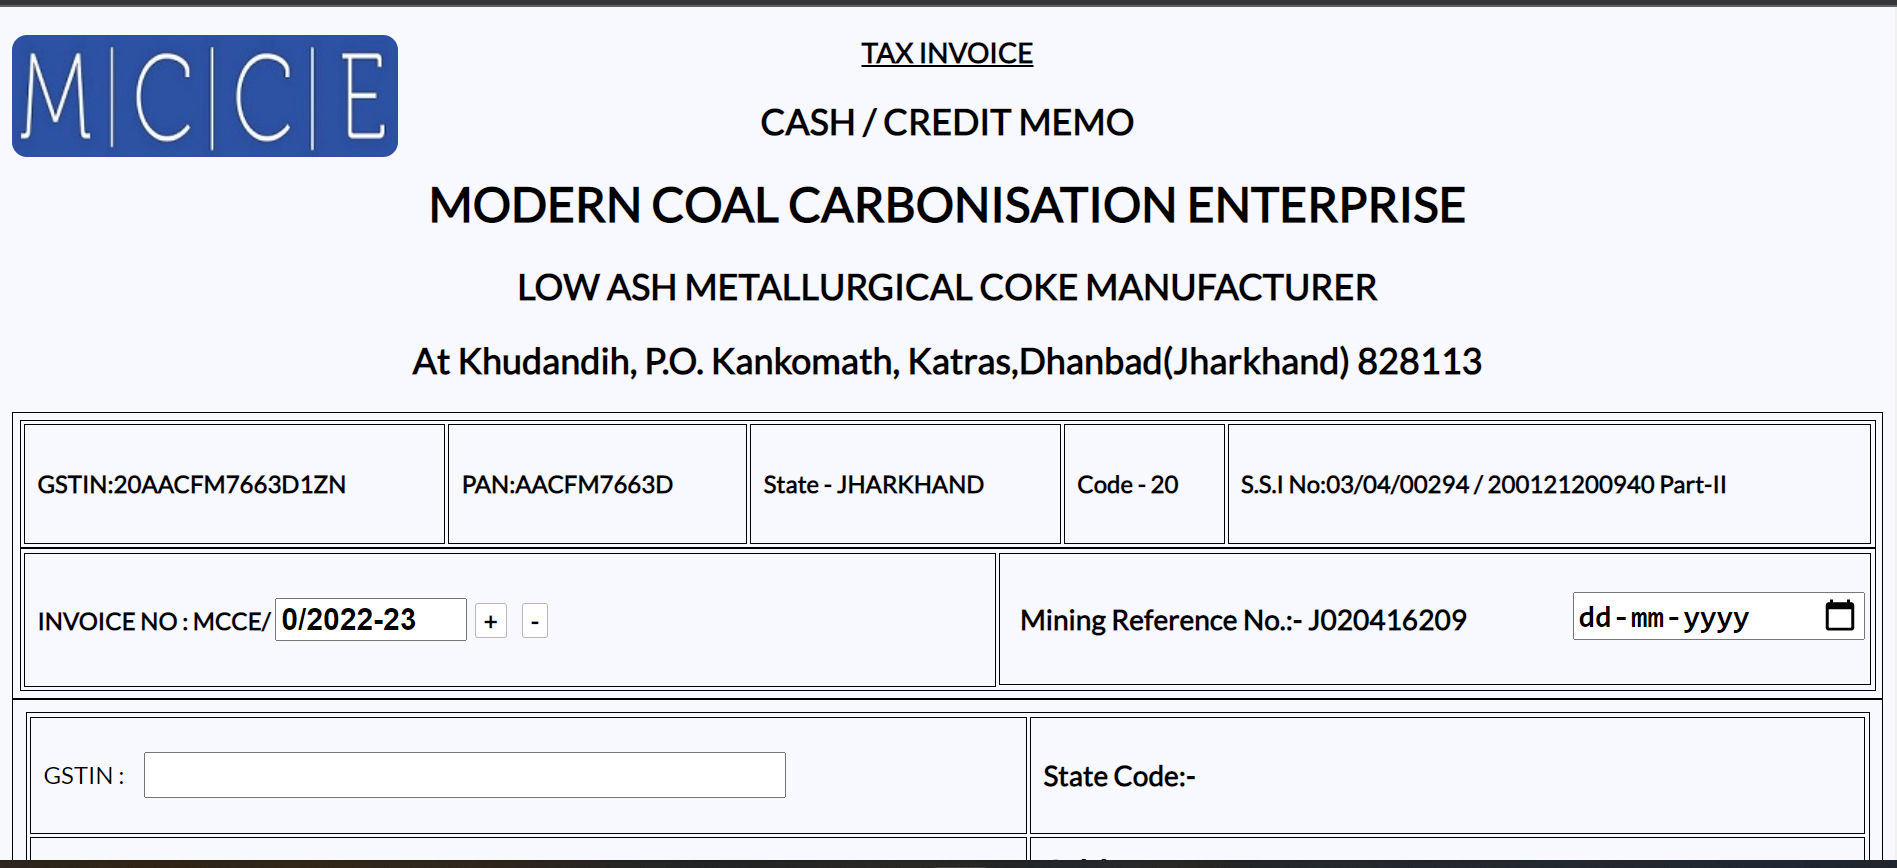 M|C|C|E
TAX INVOICE
CASH / CREDIT MEMO
MODERN COAL CARBONISATION ENTERPRISE
LOW ASH METALLURGICAL COKE MANUFACTURER
At Khudandih, P.O. Kankomath, Katras,Dhanbad(Jharkhand) 828113
GSTIN:20AACFM7663D1ZN PAN:AACFM7663D State - JHARKHAND Code - 20 S.S.I No:03/04/00294 / 200121200940 Part-II
INVOICE NO : MCCE/ 0/2022-23 + - Mining Reference No.:- J020416209 dd-mm-yyyy
GSTIN : State Code:-